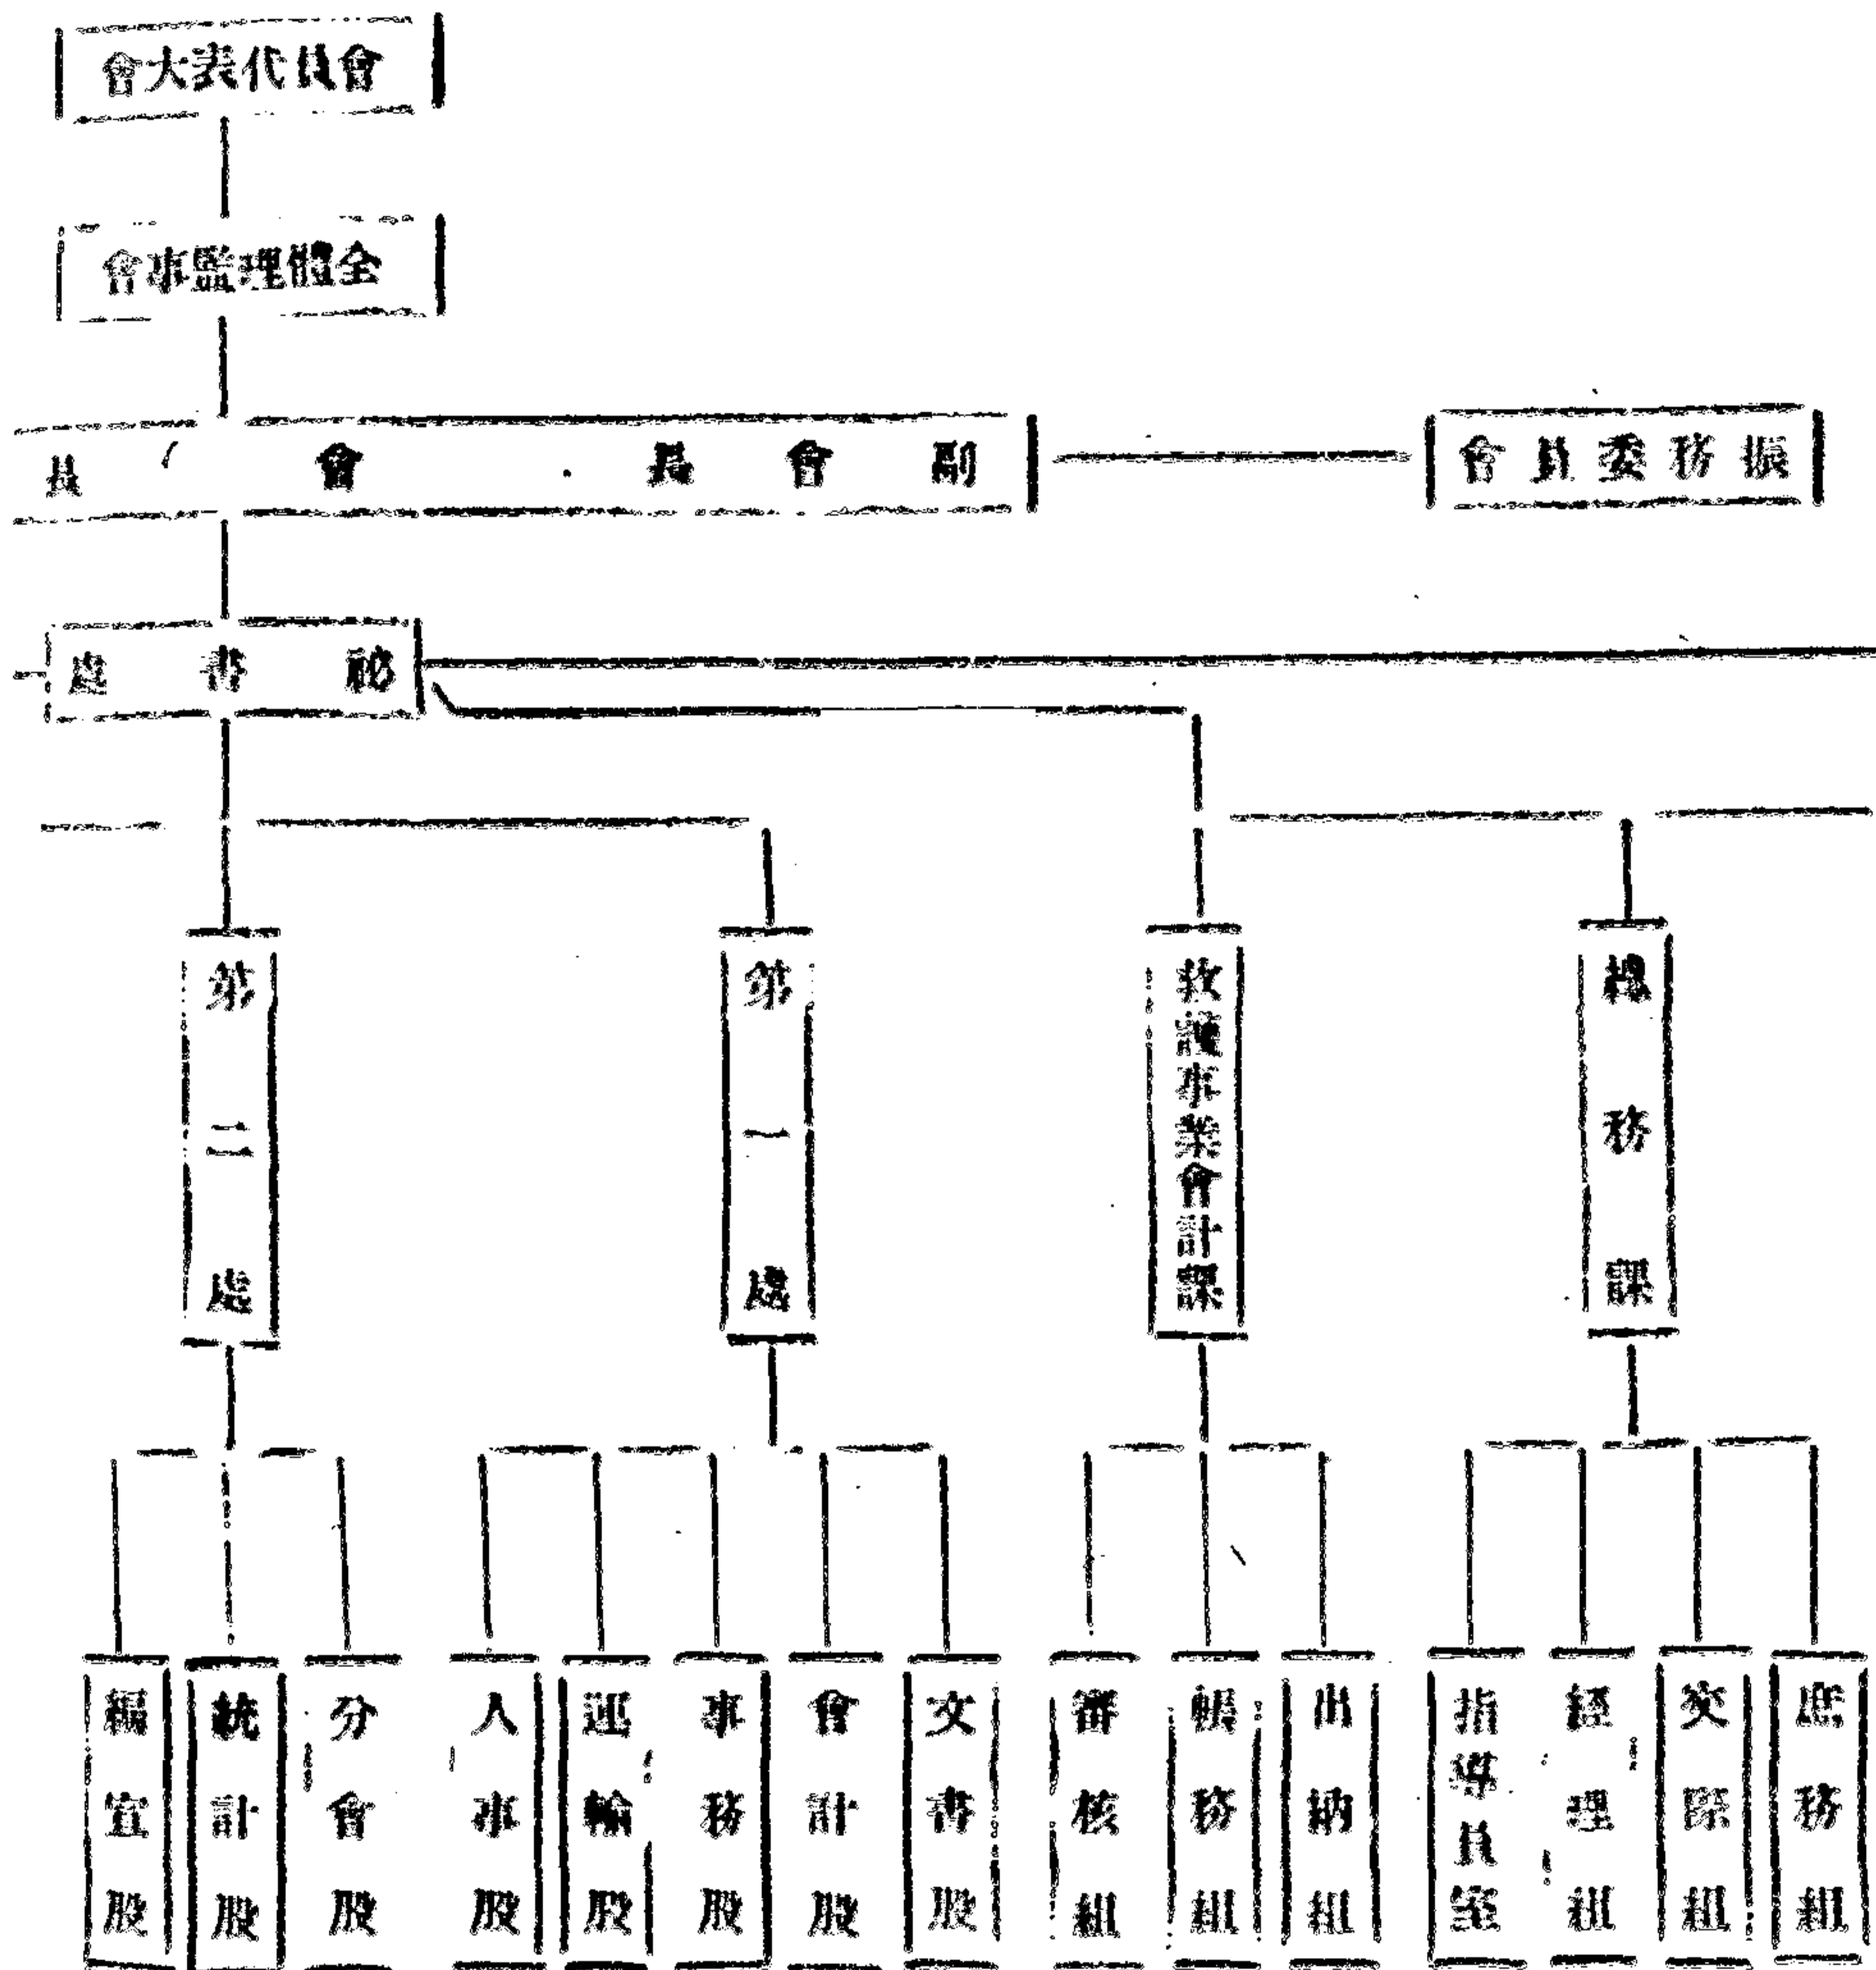 會員代表大會
全體理監事會
振務委員會
副會長　會長
祕書處
總務課
救護事業會計課
第一處
第二處
庶務組
交際組
經理組
指導員室
出納組
帳務組
審核組
文書股
會計股
事務股
運輸股
人事股
分會股
統計股
編宣股